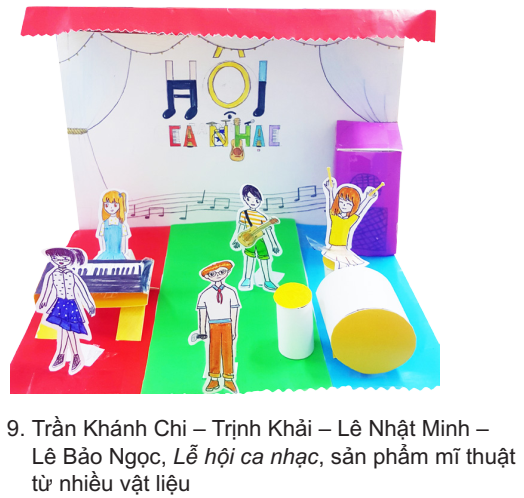 HỘI
CA NHẠC
9. Trần Khánh Chi – Trịnh Khải – Lê Nhật Minh –
Lê Bảo Ngọc, Lễ hội ca nhạc, sản phẩm mĩ thuật
từ nhiều vật liệu